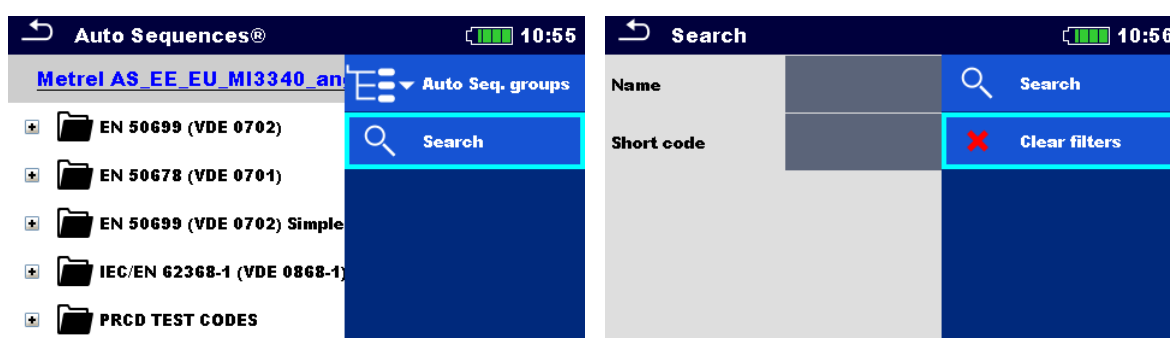 Auto Sequences®
10:55
Metrel AS_EE_EU_MI3340_an
Auto Seq. groups
EN 50699 (VDE 0702)
Search
EN 50678 (VDE 0701)
EN 50699 (VDE 0702) Simple
IEC/EN 62368-1 (VDE 0868-1)
PRCD TEST CODES
Search
10:56
Name
Search
Short code
Clear filters